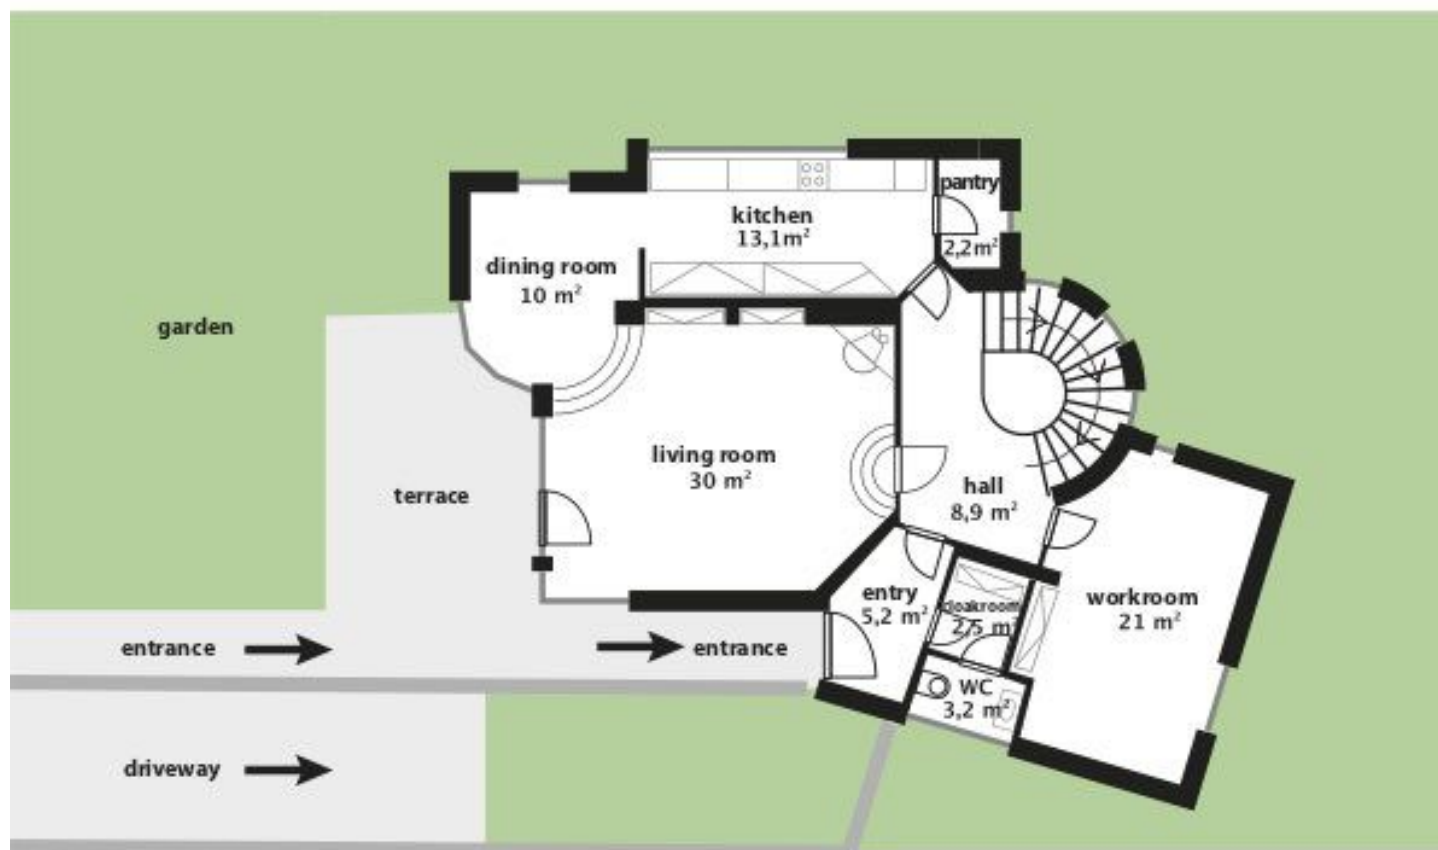 pantry
kitchen
13,1m²
2,2m²
dining room
10 m²
garden
living room
30 m²
terrace
hall
8,9 m²
entry
5,2 m²
cloakroom
2,5 m²
workroom
21 m²
entrance
entrance
WC
3,2 m²
driveway